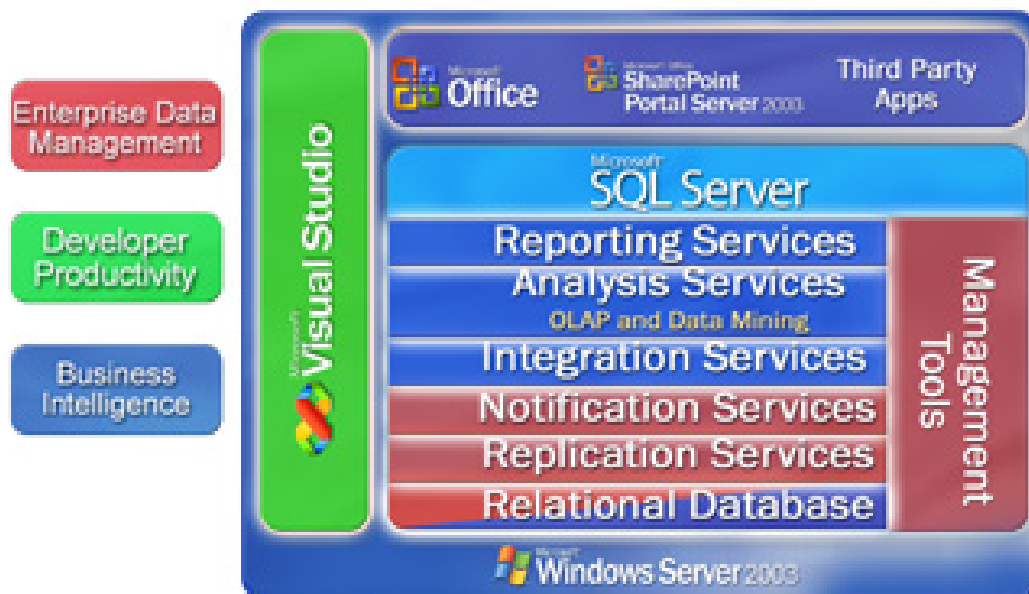 Enterprise Data
Management
Developer
Productivity
Business
Intelligence
Microsoft
Visual Studio
Microsoft
Office
Microsoft Office
SharePoint
Portal Server 2003
Third Party
Apps
Microsoft
SQL Server
Reporting Services
Analysis Services
OLAP and Data Mining
Integration Services
Notification Services
Replication Services
Relational Database
Management
Tools
Microsoft
Windows Server 2003